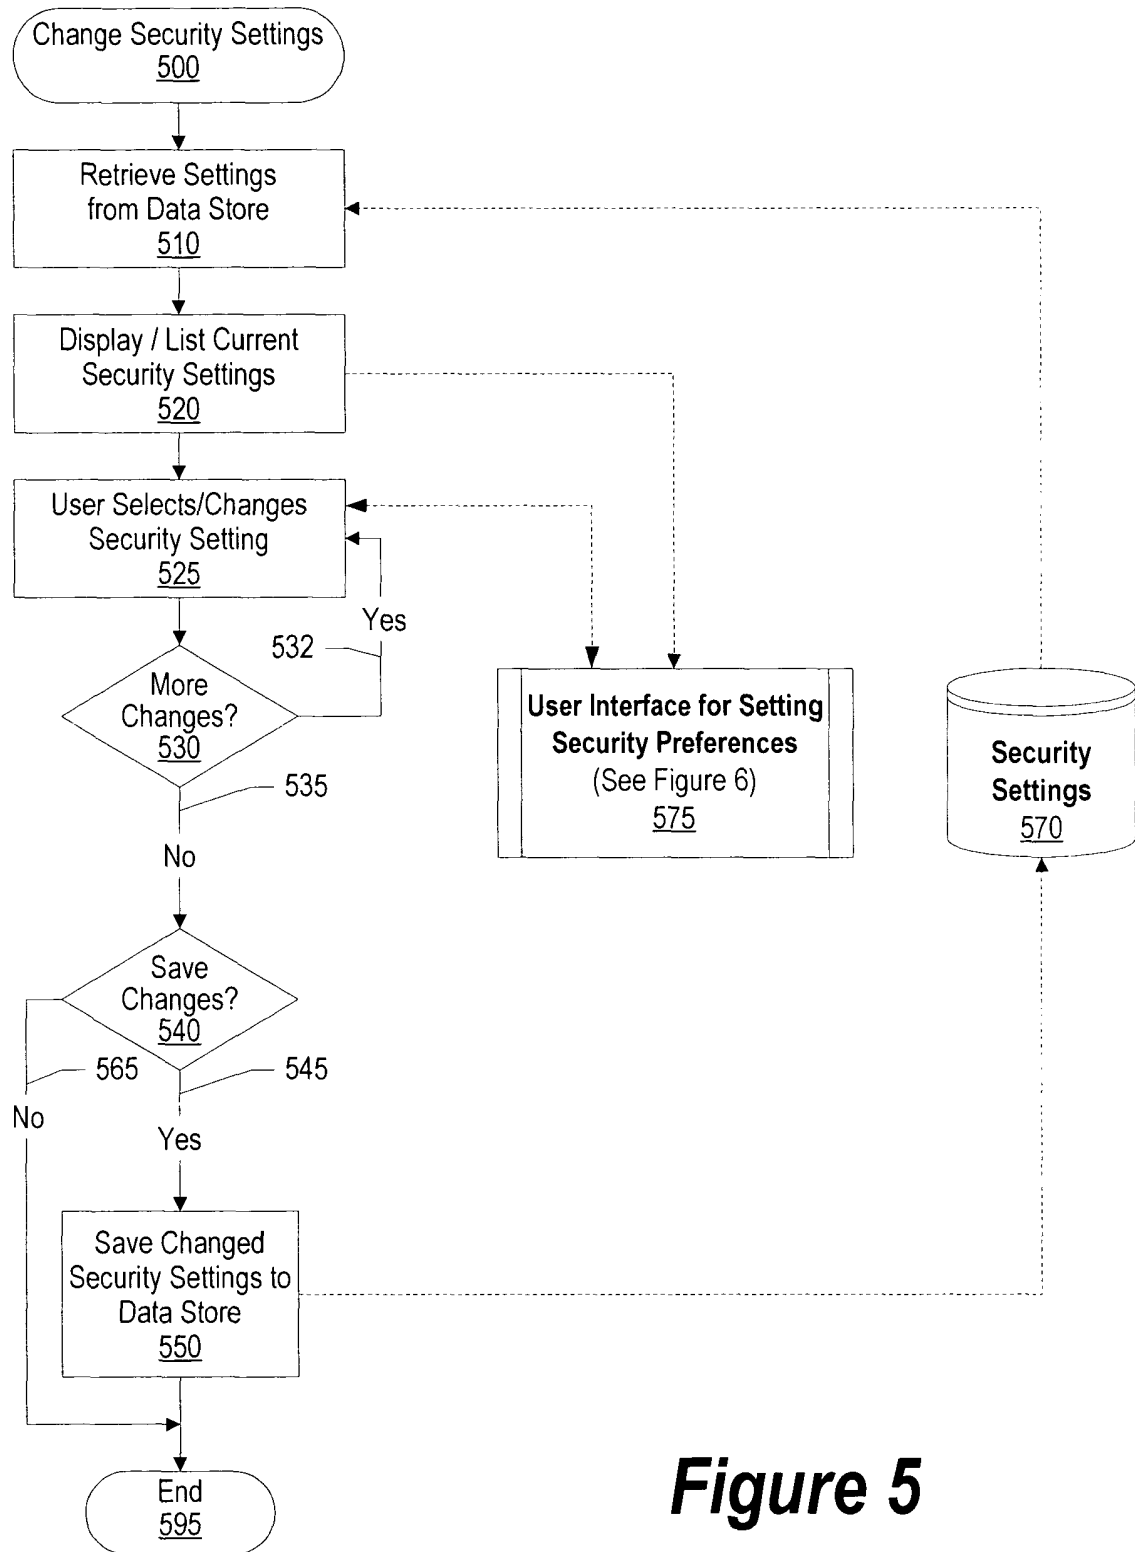 Change Security Settings
500
Retrieve Settings
from Data Store
510
Display / List Current
Security Settings
520
User Selects/Changes
Security Setting
525
Yes
532
More
Changes?
530
535
No
User Interface for Setting
Security Preferences
(See Figure 6)
575
Security
Settings
570
Save
Changes?
540
565
545
No
Yes
Save Changed
Security Settings to
Data Store
550
End
595
Figure 5